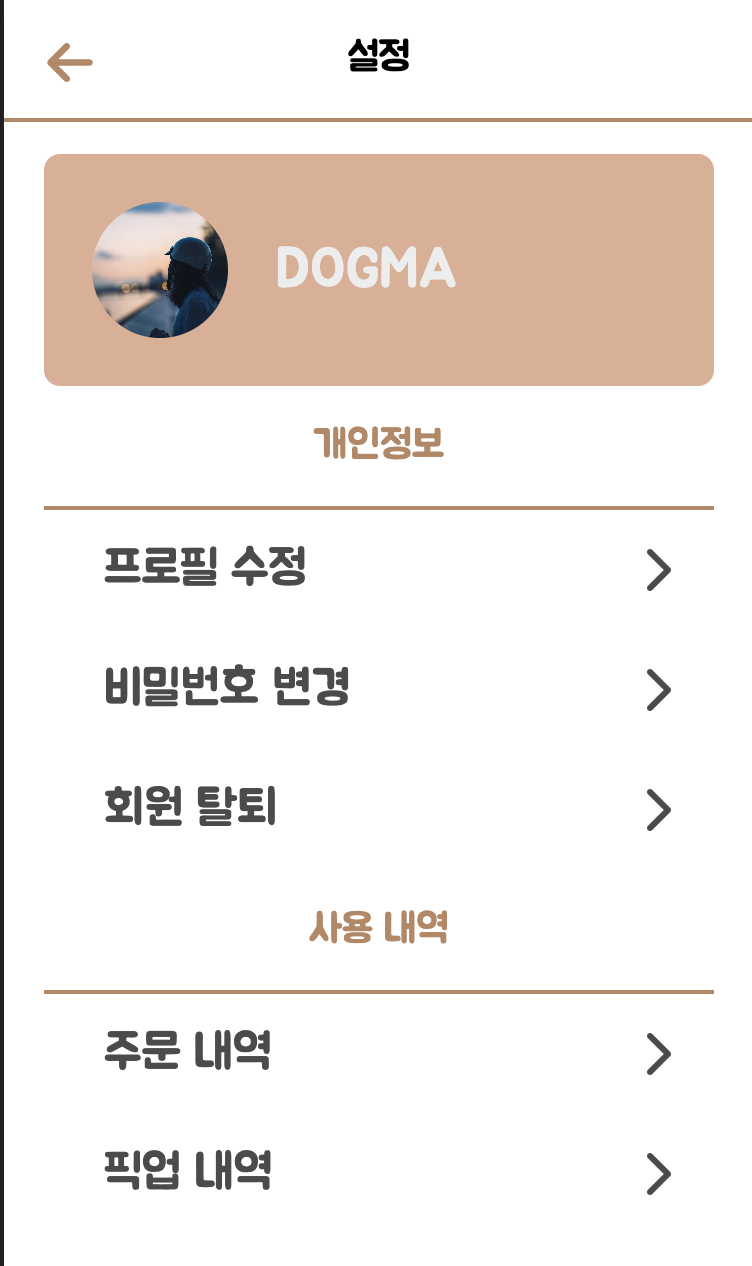 설정
DOGMA
개인정보
프로필 수정
비밀번호 변경
회원 탈퇴
사용 내역
주문 내역
픽업 내역